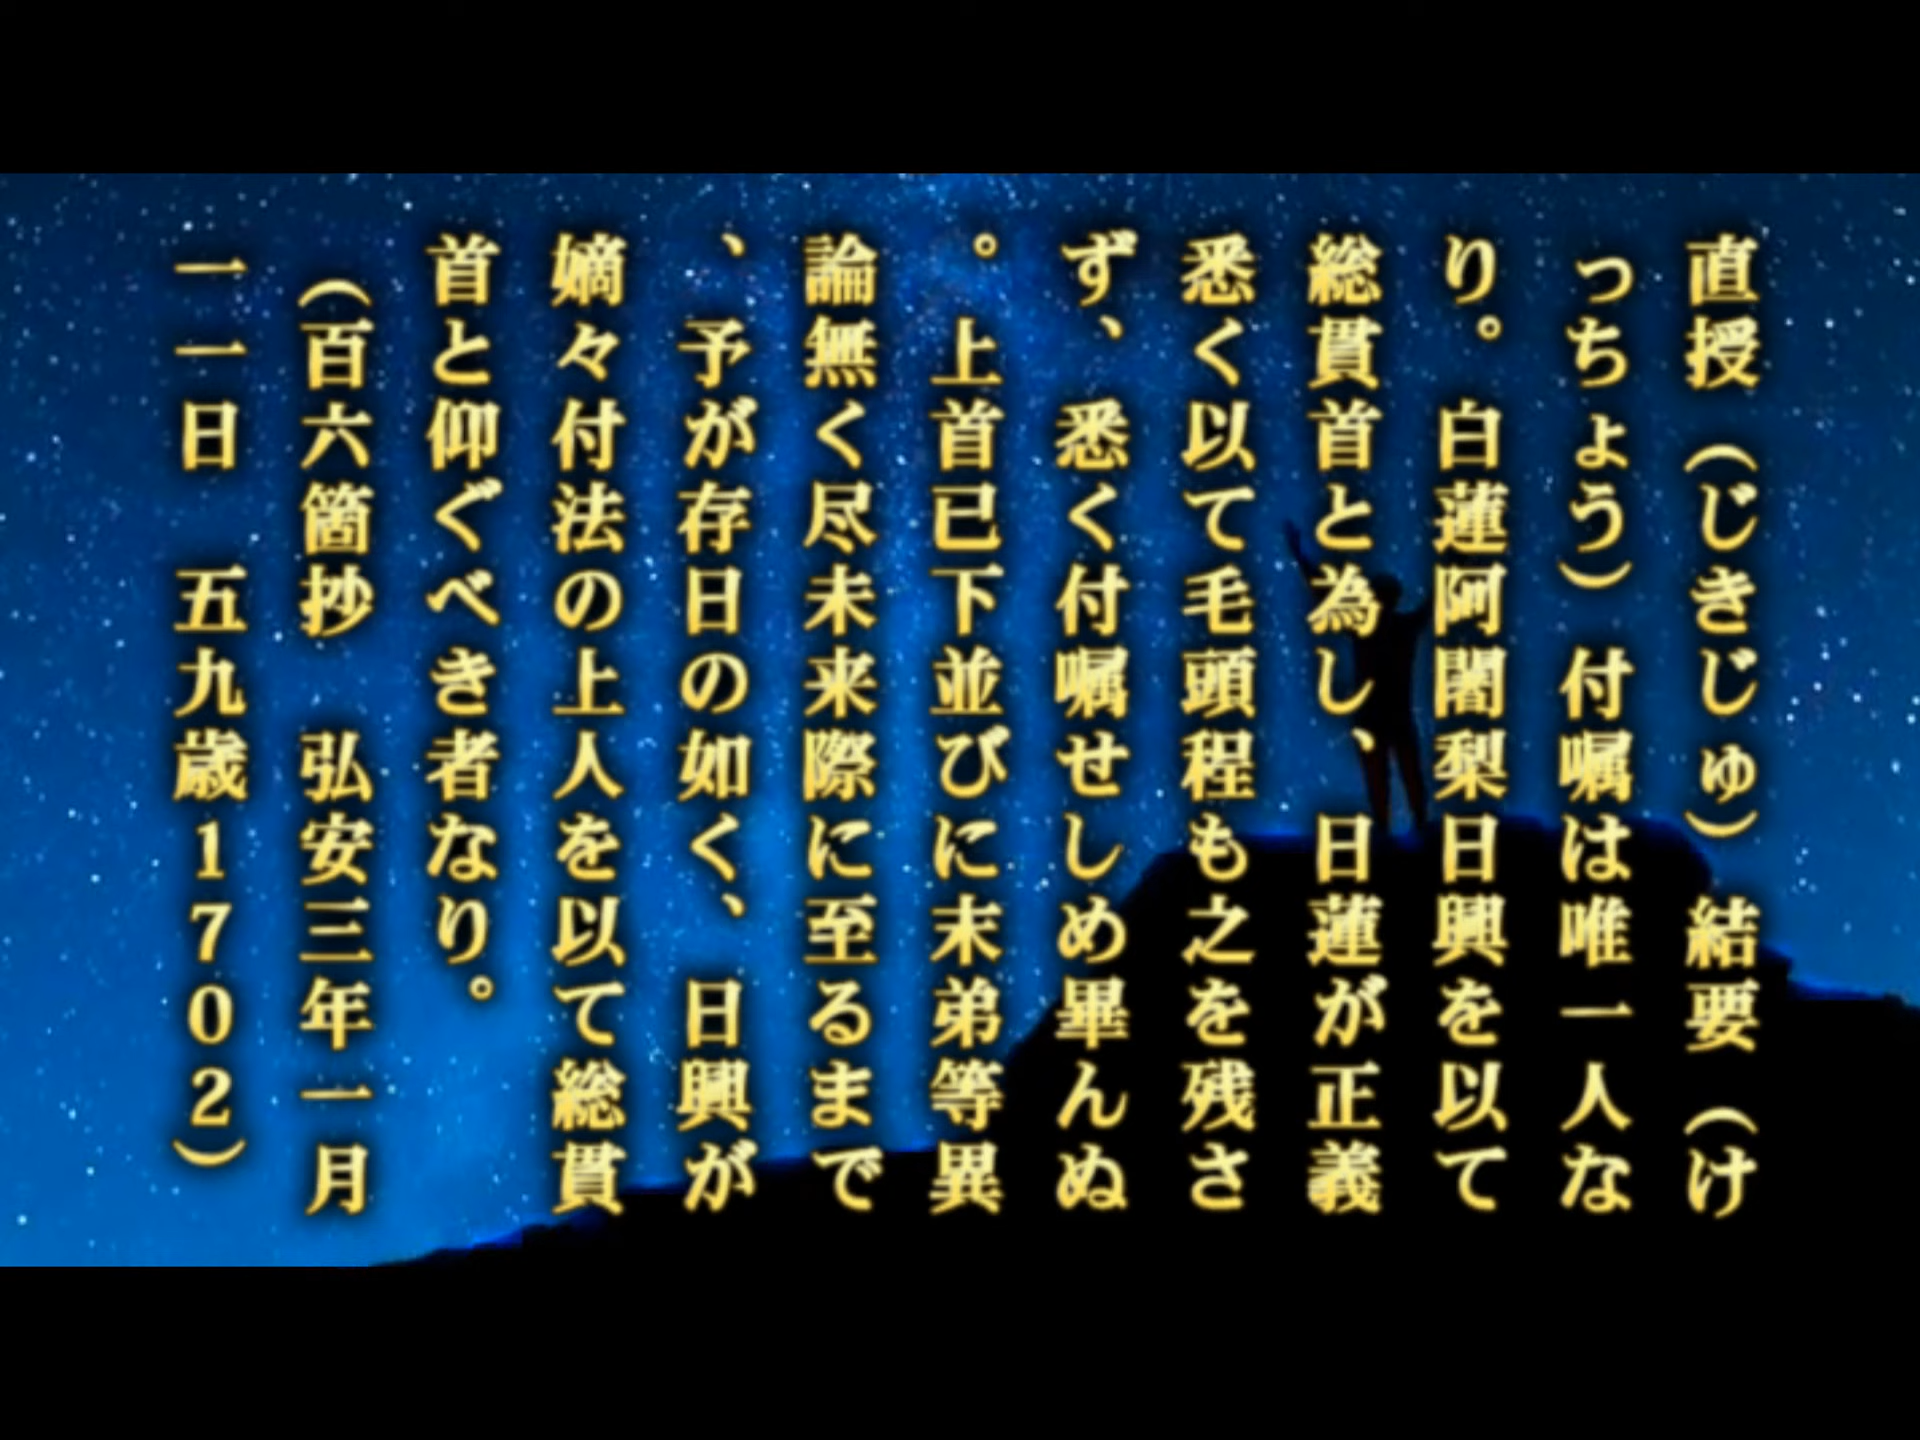 直授（じきじゅ）結要（け
っちょう）付嘱は唯一人な
り。白蓮阿闍梨日興を以て
総貫首と為し、日蓮が正義
悉く以て毛頭程も之を残さ
ず、悉く付嘱せしめ畢んぬ
。上首已下並びに末弟等異
論無く尽未来際に至るまで
、予が存日の如く、日興が
嫡々付法の上人を以て総貫
首と仰ぐべき者なり。
（百六箇抄　弘安三年一月
一一日　五九歳１７０２）